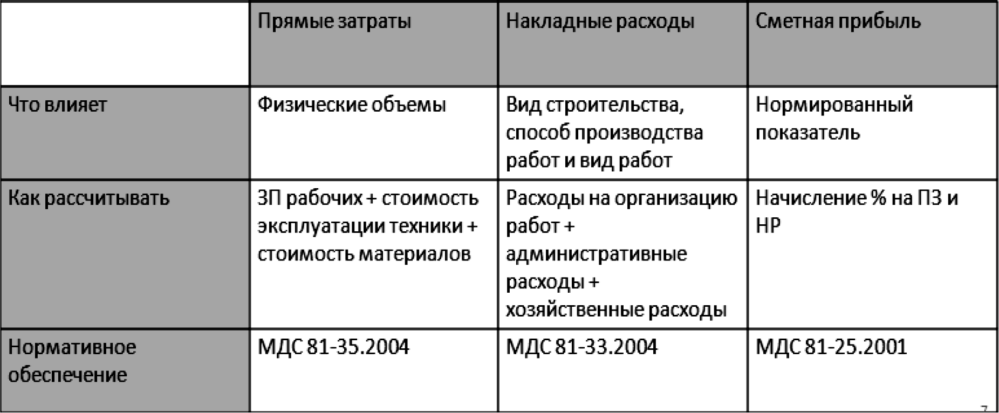 Прямые затраты
Накладные расходы
Сметная прибыль
Что влияет
Физические объемы
Вид строительства,
способ производства
работ и вид работ
Нормированный
показатель
Как рассчитывать
ЗП рабочих + стоимость
эксплуатации техники +
стоимость материалов
Расходы на организацию
работ +
административные
расходы +
хозяйственные расходы
Начисление % на ПЗ и
НР
Нормативное
обеспечение
МДС 81-35.2004
МДС 81-33.2004
МДС 81-25.2001